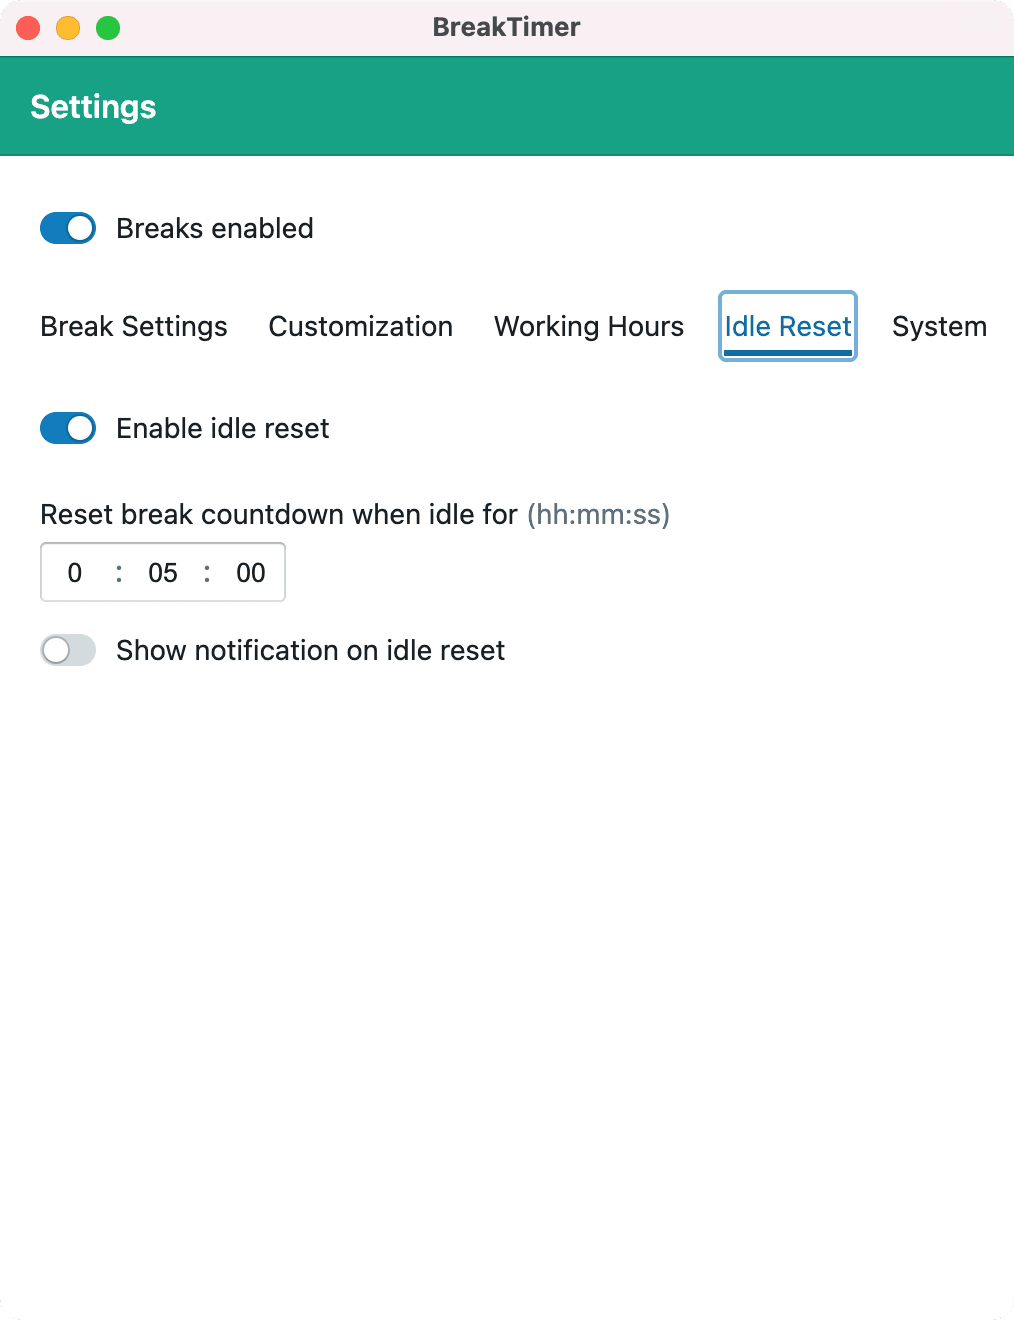 BreakTimer
Settings
Breaks enabled
Break Settings Customization Working Hours Idle Reset System
Enable idle reset
Reset break countdown when idle for (hh:mm:ss)
0 : 05 : 00
Show notification on idle reset